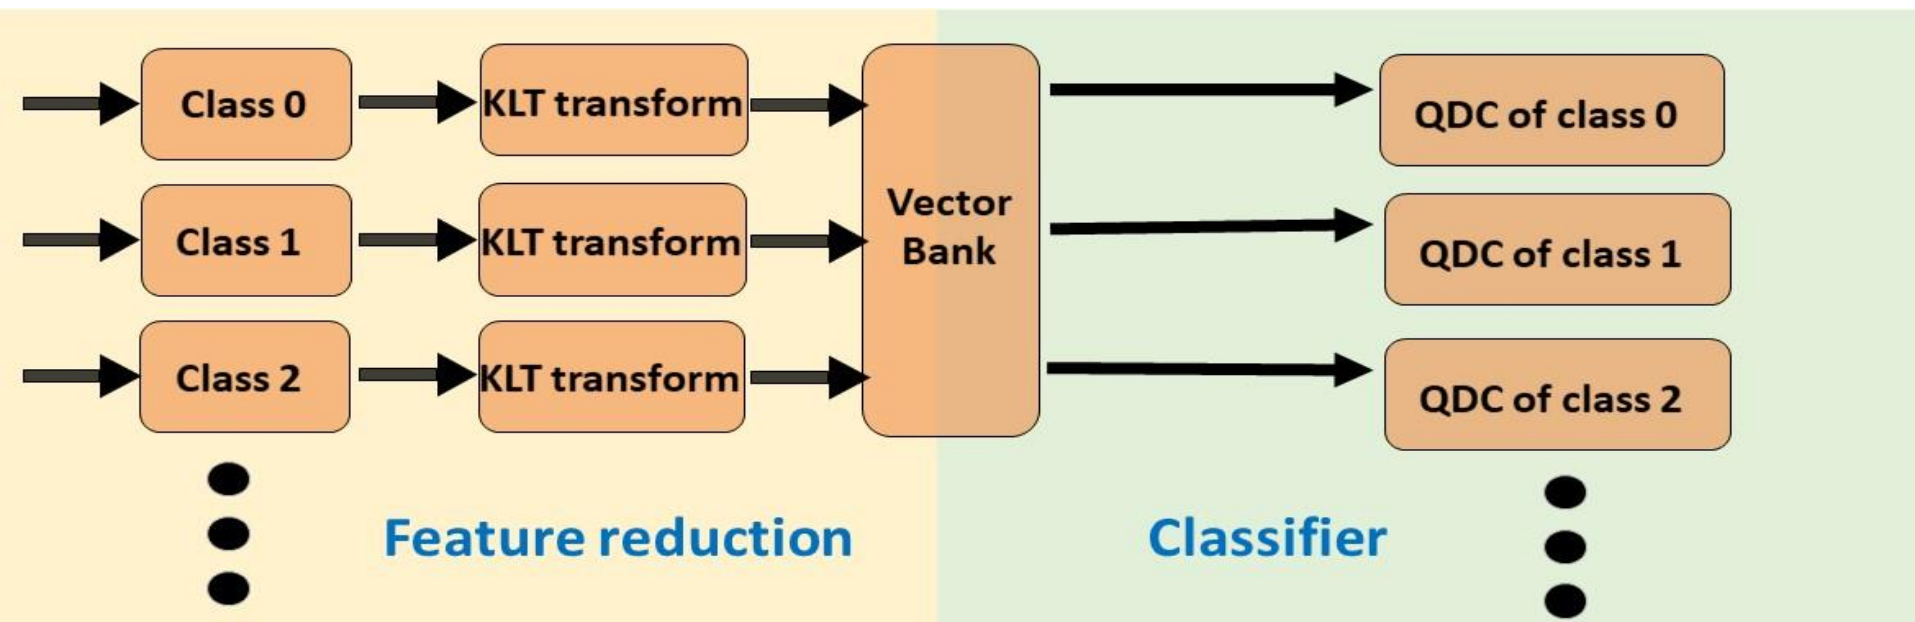 Class 0
KLT transform
QDC of class 0
Class 1
KLT transform
Vector
Bank
QDC of class 1
Class 2
KLT transform
QDC of class 2
Feature reduction
Classifier